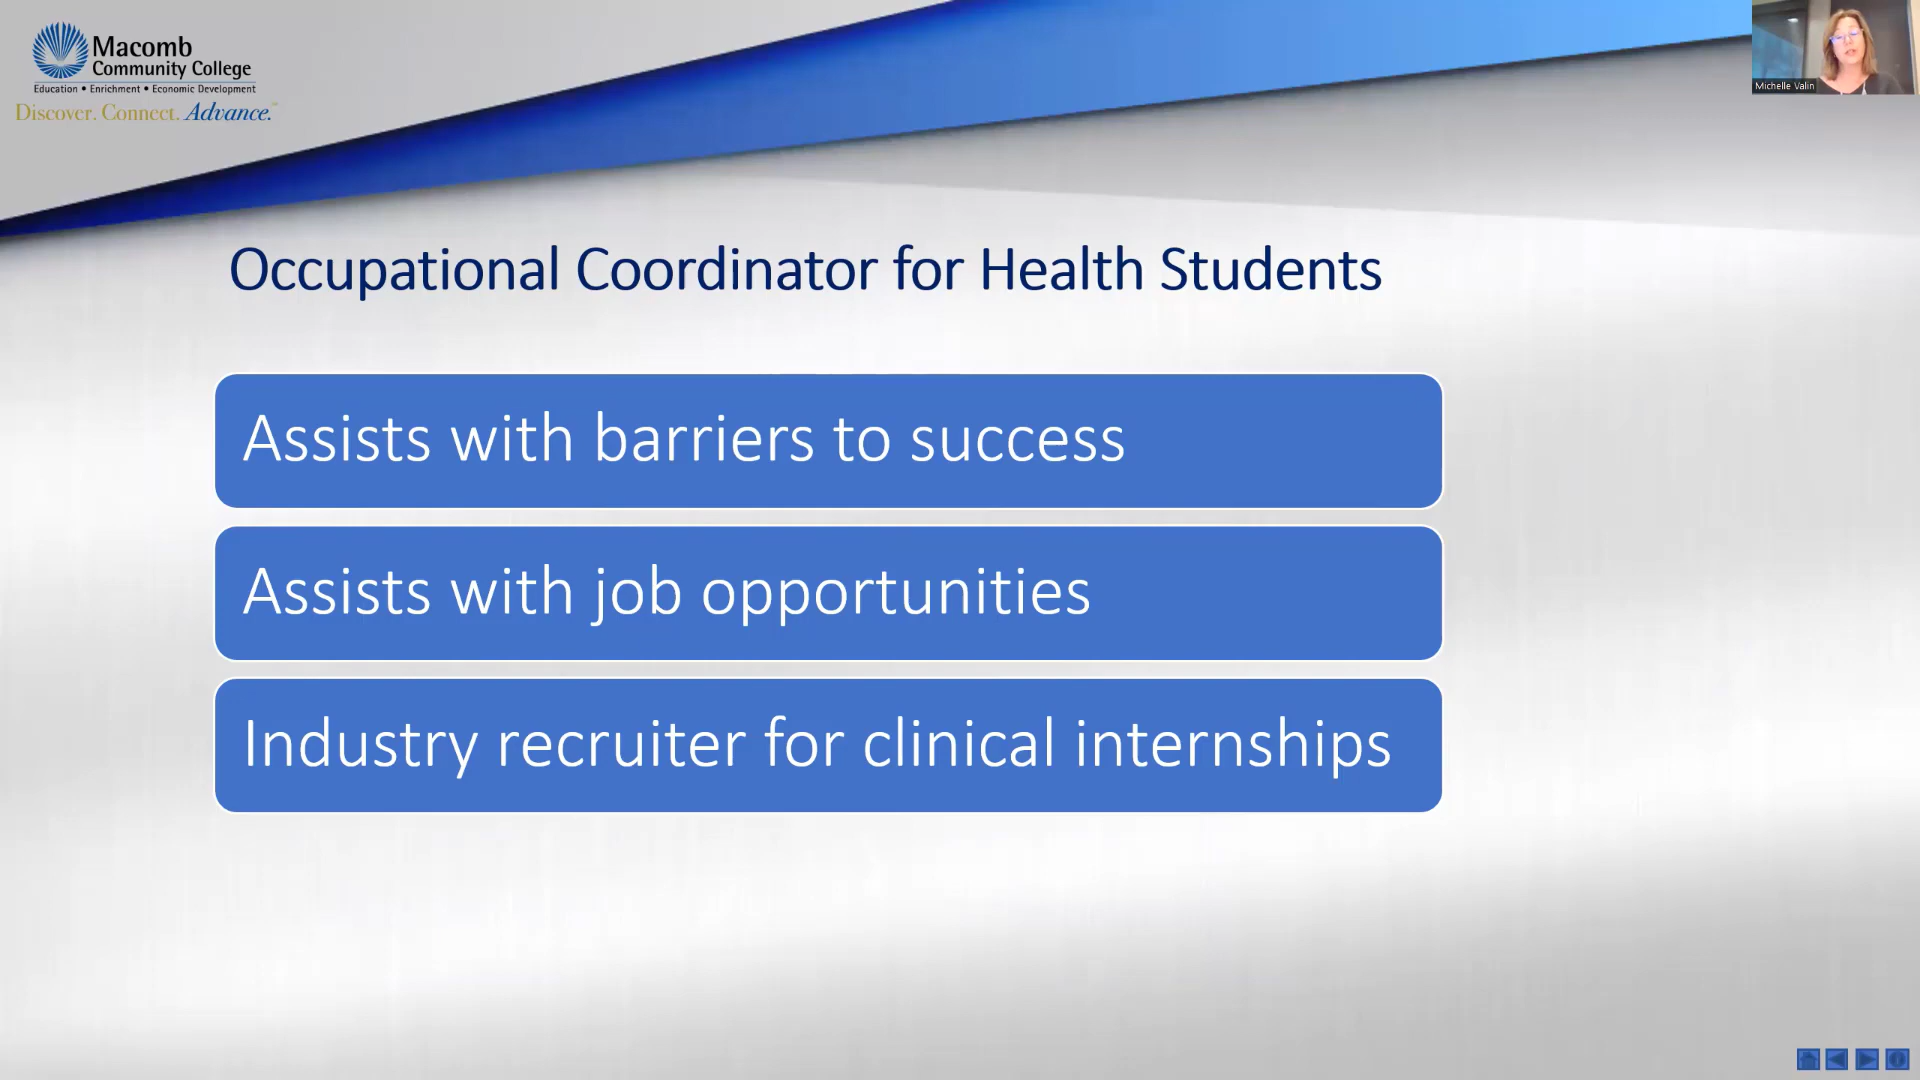 Macomb
Community College
Education • Enrichment • Economic Development
Discover. Connect. Advance.
Michelle Valin
Occupational Coordinator for Health Students
Assists with barriers to success
Assists with job opportunities
Industry recruiter for clinical internships